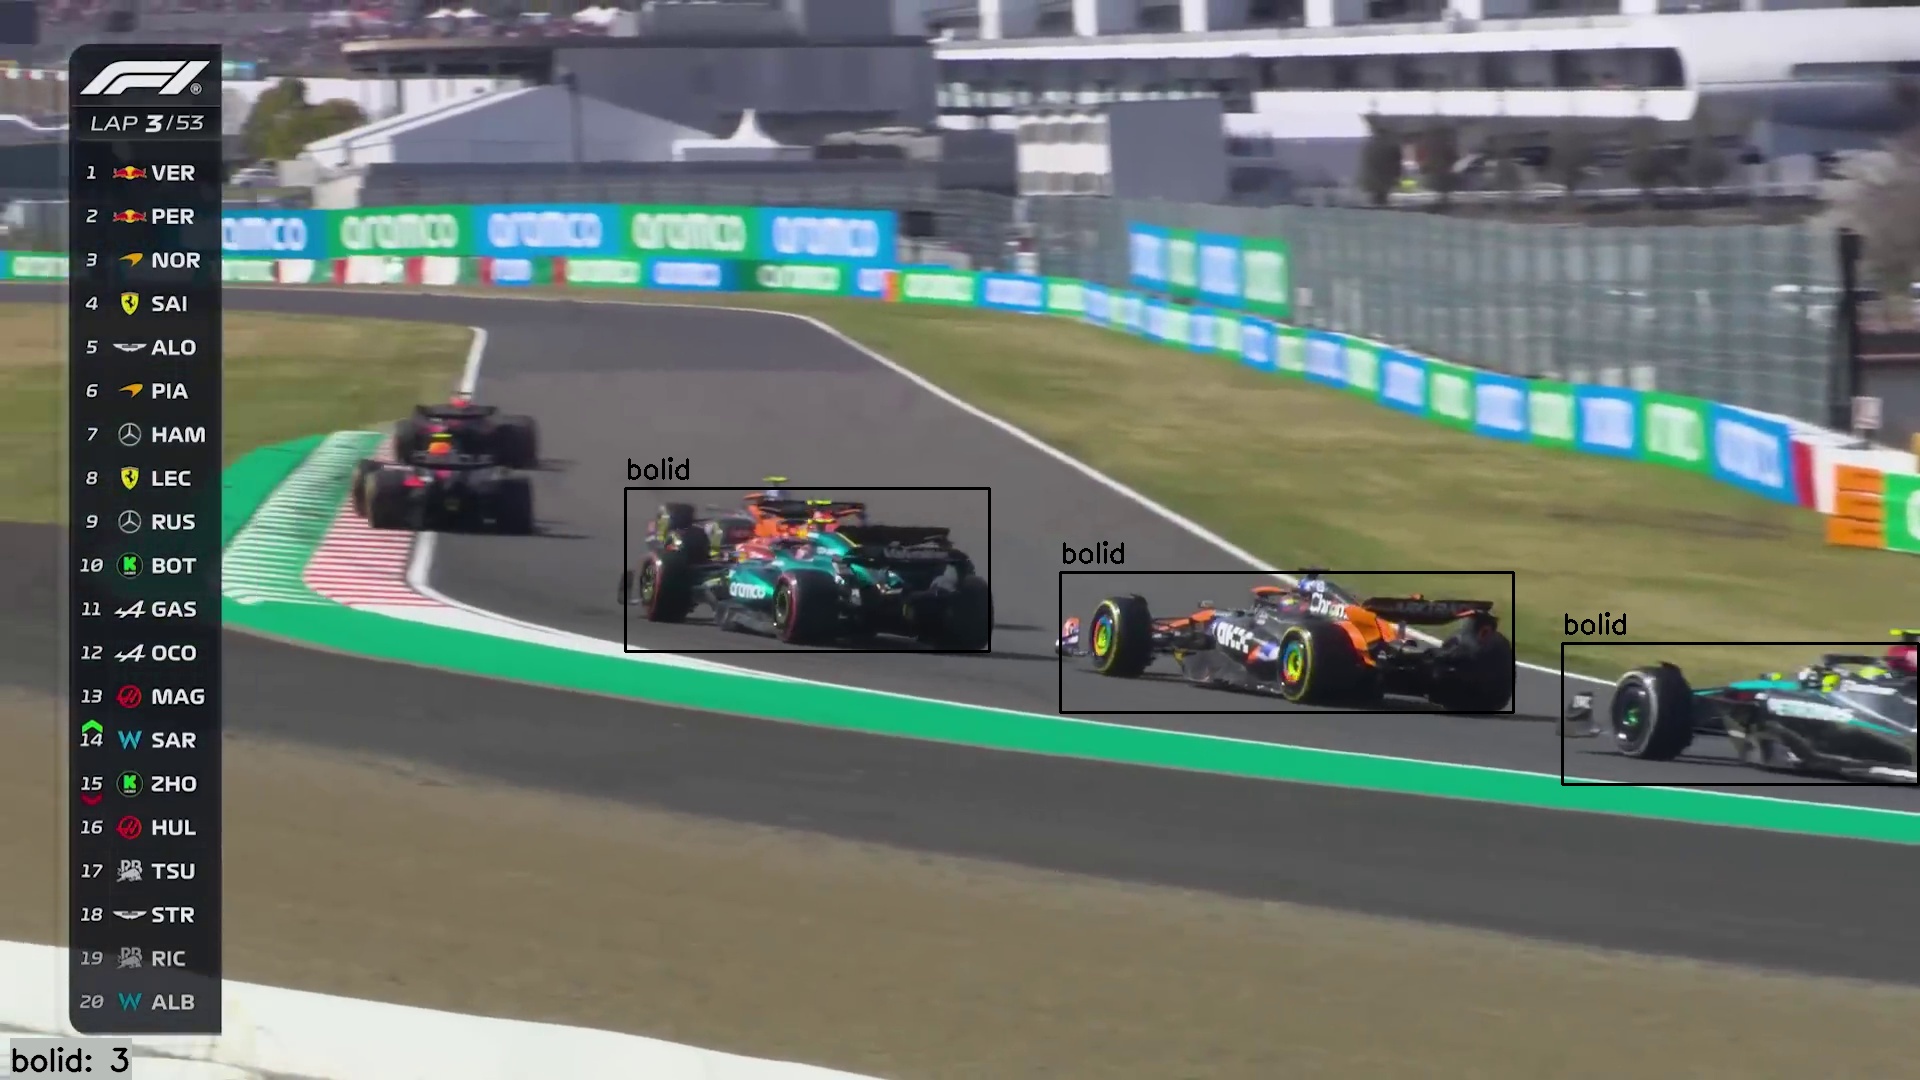 F1®
LAP 3/53
1 VER
2 PER
3 NOR
4 SAI
5 ALO
6 PIA
7 HAM
8 LEC
9 RUS
10 BOT
11 GAS
12 OCO
13 MAG
14 SAR
15 ZHO
16 HUL
17 TSU
18 STR
19 RIC
20 ALB
aramco aramco aramco aramco
aramco
aramco
bolid
bolid
bolid
aramco
bolid: 3